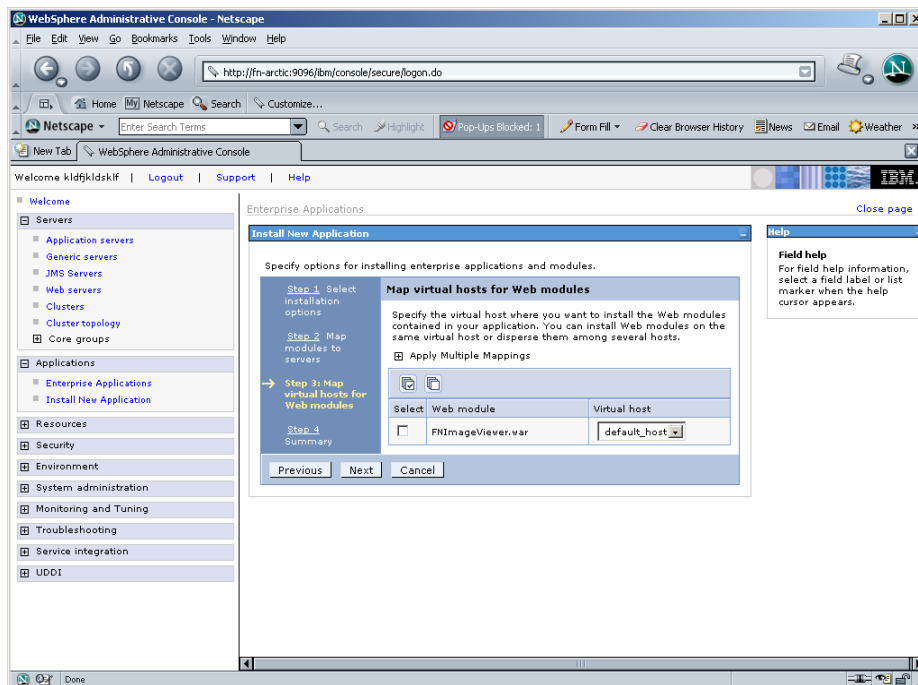 WebSphere Administrative Console - Netscape
File Edit View Go Bookmarks Tools Window Help
http://fn-arctic:9096/ibm/console/secure/logon.do
N
Home My Netscape Search Customize...
Netscape Enter Search Terms Search Highlight Pop-Ups Blocked: 1 Form Fill Clear Browser History News Email Weather »
New Tab WebSphere Administrative Console
Welcome kldfjkldsklf | Logout | Support | Help IBM.
Welcome
Enterprise Applications Close page
Servers
Application servers
Generic servers
JMS Servers
Web servers
Clusters
Cluster topology
Core groups
Applications
Enterprise Applications
Install New Application
Resources
Security
Environment
System administration
Monitoring and Tuning
Troubleshooting
Service integration
UDDI
Install New Application
Specify options for installing enterprise applications and modules.
Step 1 Select
installation
options
Step 2 Map
modules to
servers
Step 3: Map
virtual hosts for
Web modules
Step 4
Summary
Map virtual hosts for Web modules
Specify the virtual host where you want to install the Web modules
contained in your application. You can install Web modules on the
same virtual host or disperse them among several hosts.
Apply Multiple Mappings
Select Web module Virtual host
FNImageViewer.war default_host
Previous Next Cancel
Help
Field help
For field help information,
select a field label or list
marker when the help
cursor appears.
Done